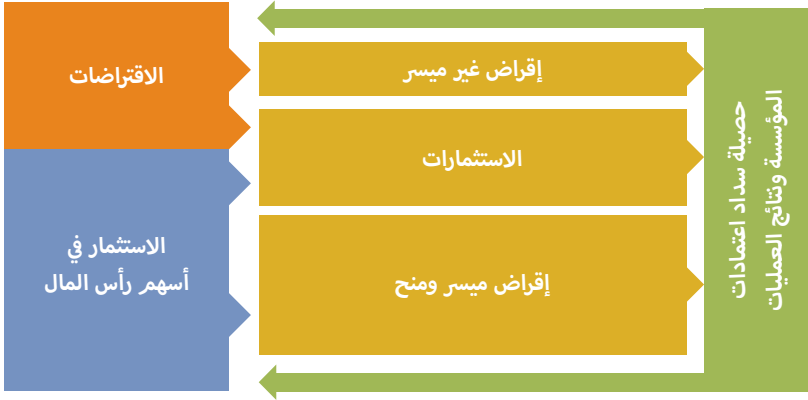 الاقتراضات
الاستثمار في
أسهم رأس المال
إقراض غير ميسر
الاستثمارات
إقراض ميسر ومنح
حصيلة سداد اعتمادات
المؤسسة ونتائج العمليات